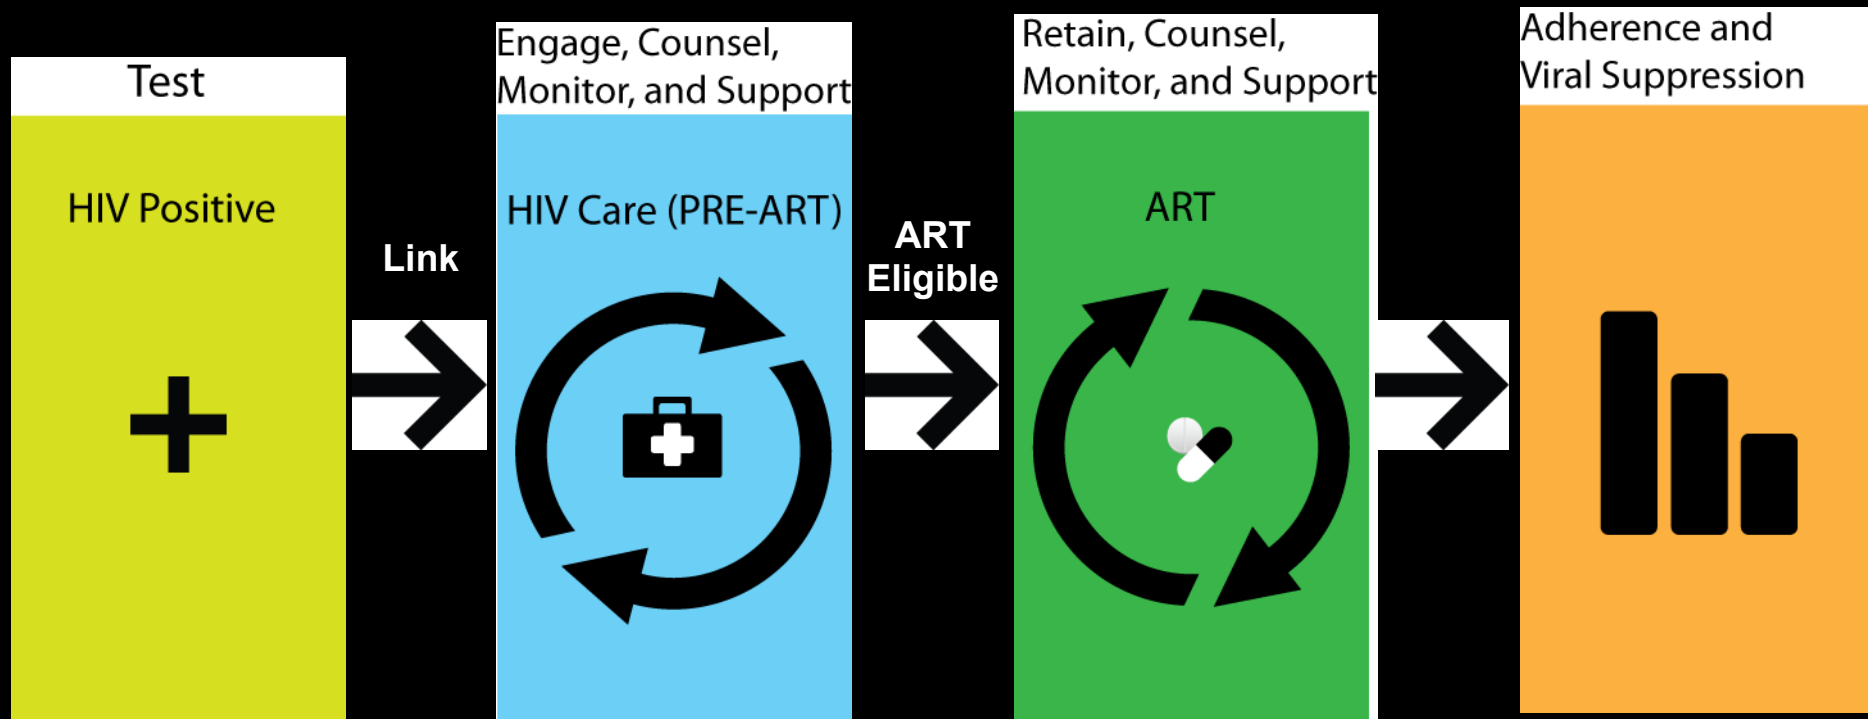 Test
HIV Positive
Link
Engage, Counsel,
Monitor, and Support
HIV Care (PRE-ART)
ART
Eligible
Retain, Counsel,
Monitor, and Support
ART
Adherence and
Viral Suppression